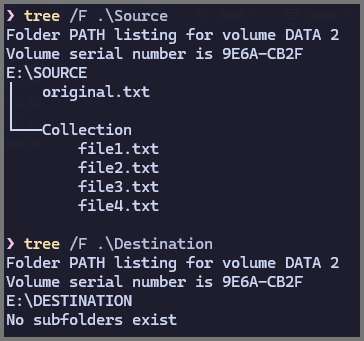 ❯ tree /F .\Source
Folder PATH listing for volume DATA 2
Volume serial number is 9E6A-CB2F
E:\SOURCE
│   original.txt
│
└───Collection
        file1.txt
        file2.txt
        file3.txt
        file4.txt

❯ tree /F .\Destination
Folder PATH listing for volume DATA 2
Volume serial number is 9E6A-CB2F
E:\DESTINATION
No subfolders exist